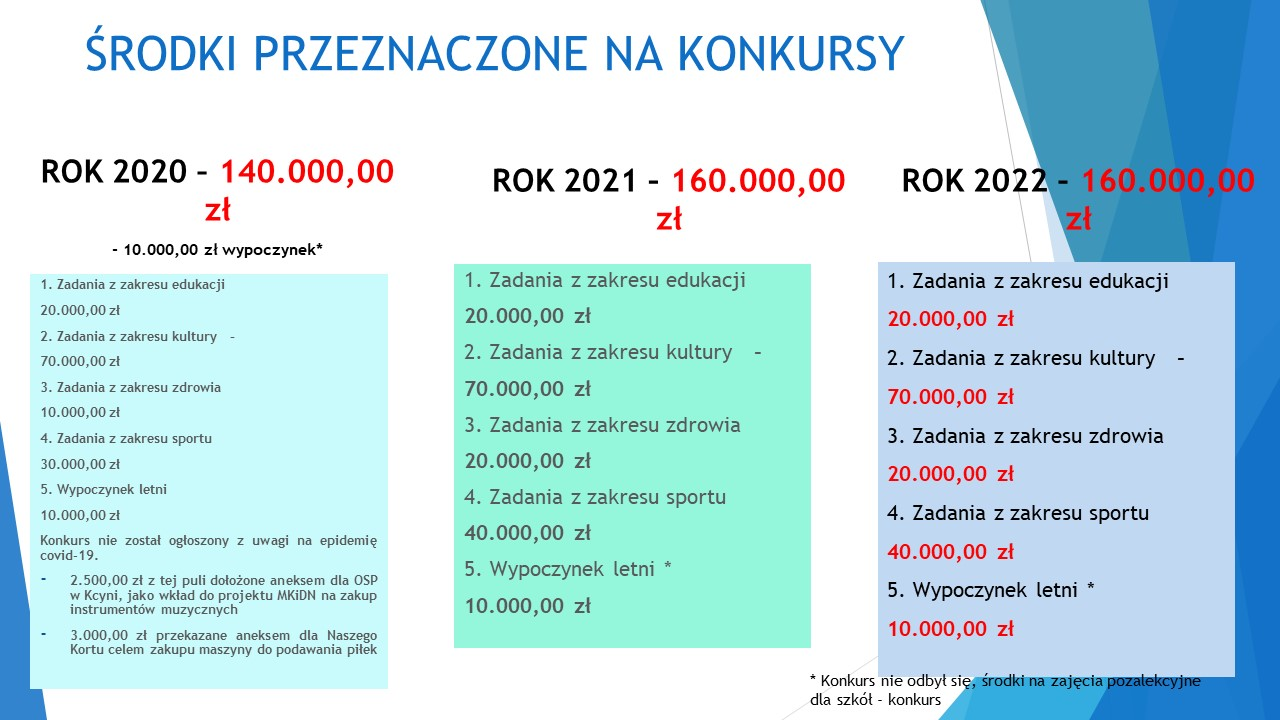 ŚRODKI PRZEZNACZONE NA KONKURSY
ROK 2020 – 140.000,00
zł
- 10.000,00 zł wypoczynek*
1. Zadania z zakresu edukacji
20.000,00 zł
2. Zadania z zakresu kultury –
70.000,00 zł
3. Zadania z zakresu zdrowia
10.000,00 zł
4. Zadania z zakresu sportu
30.000,00 zł
5. Wypoczynek letni
10.000,00 zł
Konkurs nie został ogłoszony z uwagi na epidemię
covid-19.
- 2.500,00 zł z tej puli dołożone aneksem dla OSP
w Kcyni, jako wkład do projektu MKiDN na zakup
instrumentów muzycznych
- 3.000,00 zł przekazane aneksem dla Naszego
Kortu celem zakupu maszyny do podawania piłek
ROK 2021 – 160.000,00
zł
1. Zadania z zakresu edukacji
20.000,00 zł
2. Zadania z zakresu kultury –
70.000,00 zł
3. Zadania z zakresu zdrowia
20.000,00 zł
4. Zadania z zakresu sportu
40.000,00 zł
5. Wypoczynek letni *
10.000,00 zł
ROK 2022 – 160.000,00
zł
1. Zadania z zakresu edukacji
20.000,00 zł
2. Zadania z zakresu kultury –
70.000,00 zł
3. Zadania z zakresu zdrowia
20.000,00 zł
4. Zadania z zakresu sportu
40.000,00 zł
5. Wypoczynek letni *
10.000,00 zł
* Konkurs nie odbył się, środki na zajęcia pozalekcyjne
dla szkół - konkurs